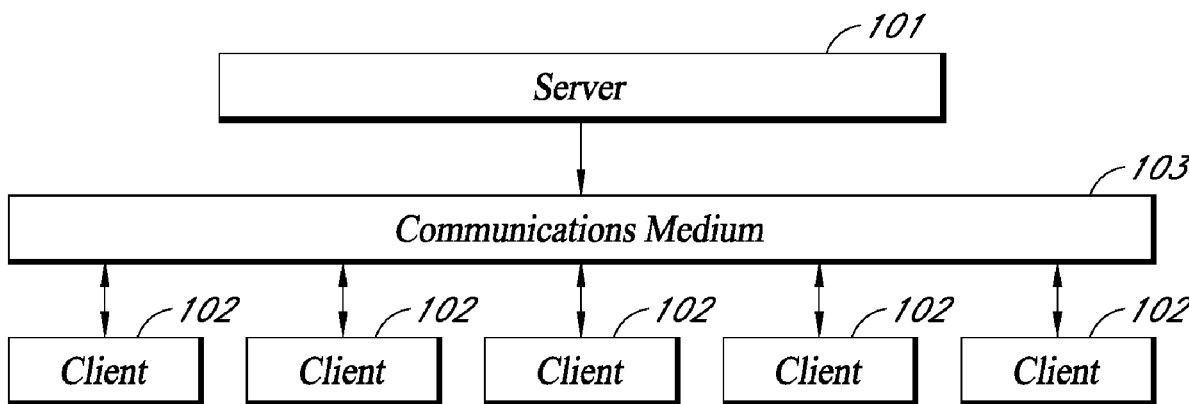 101
Server
103
Communications Medium
102 102 102 102 102
Client Client Client Client Client